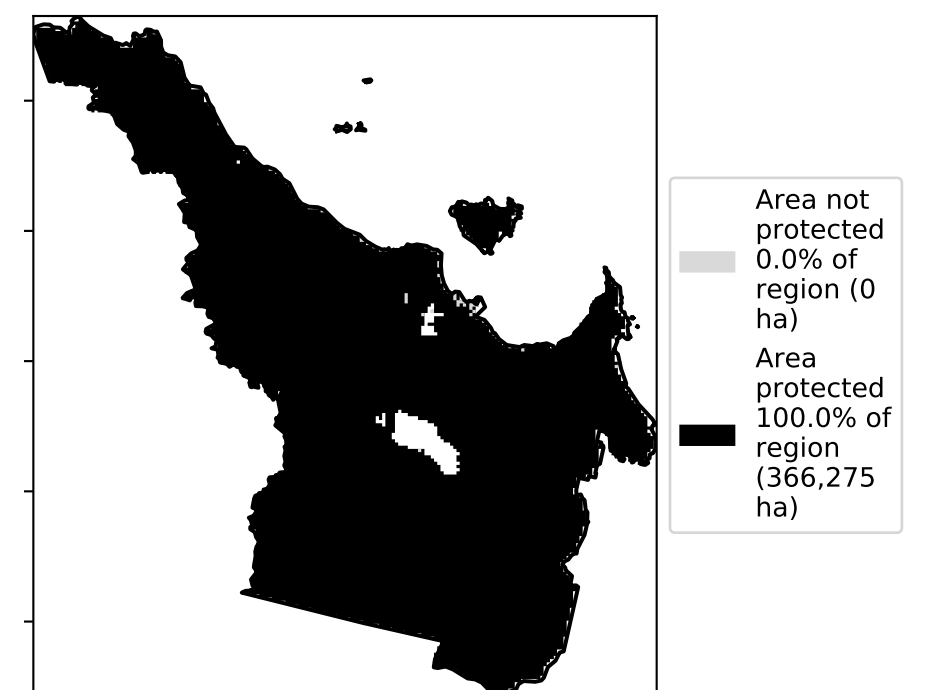 Area not
protected
0.0% of
region (0
ha)
Area
protected
100.0% of
region
(366,275
ha)